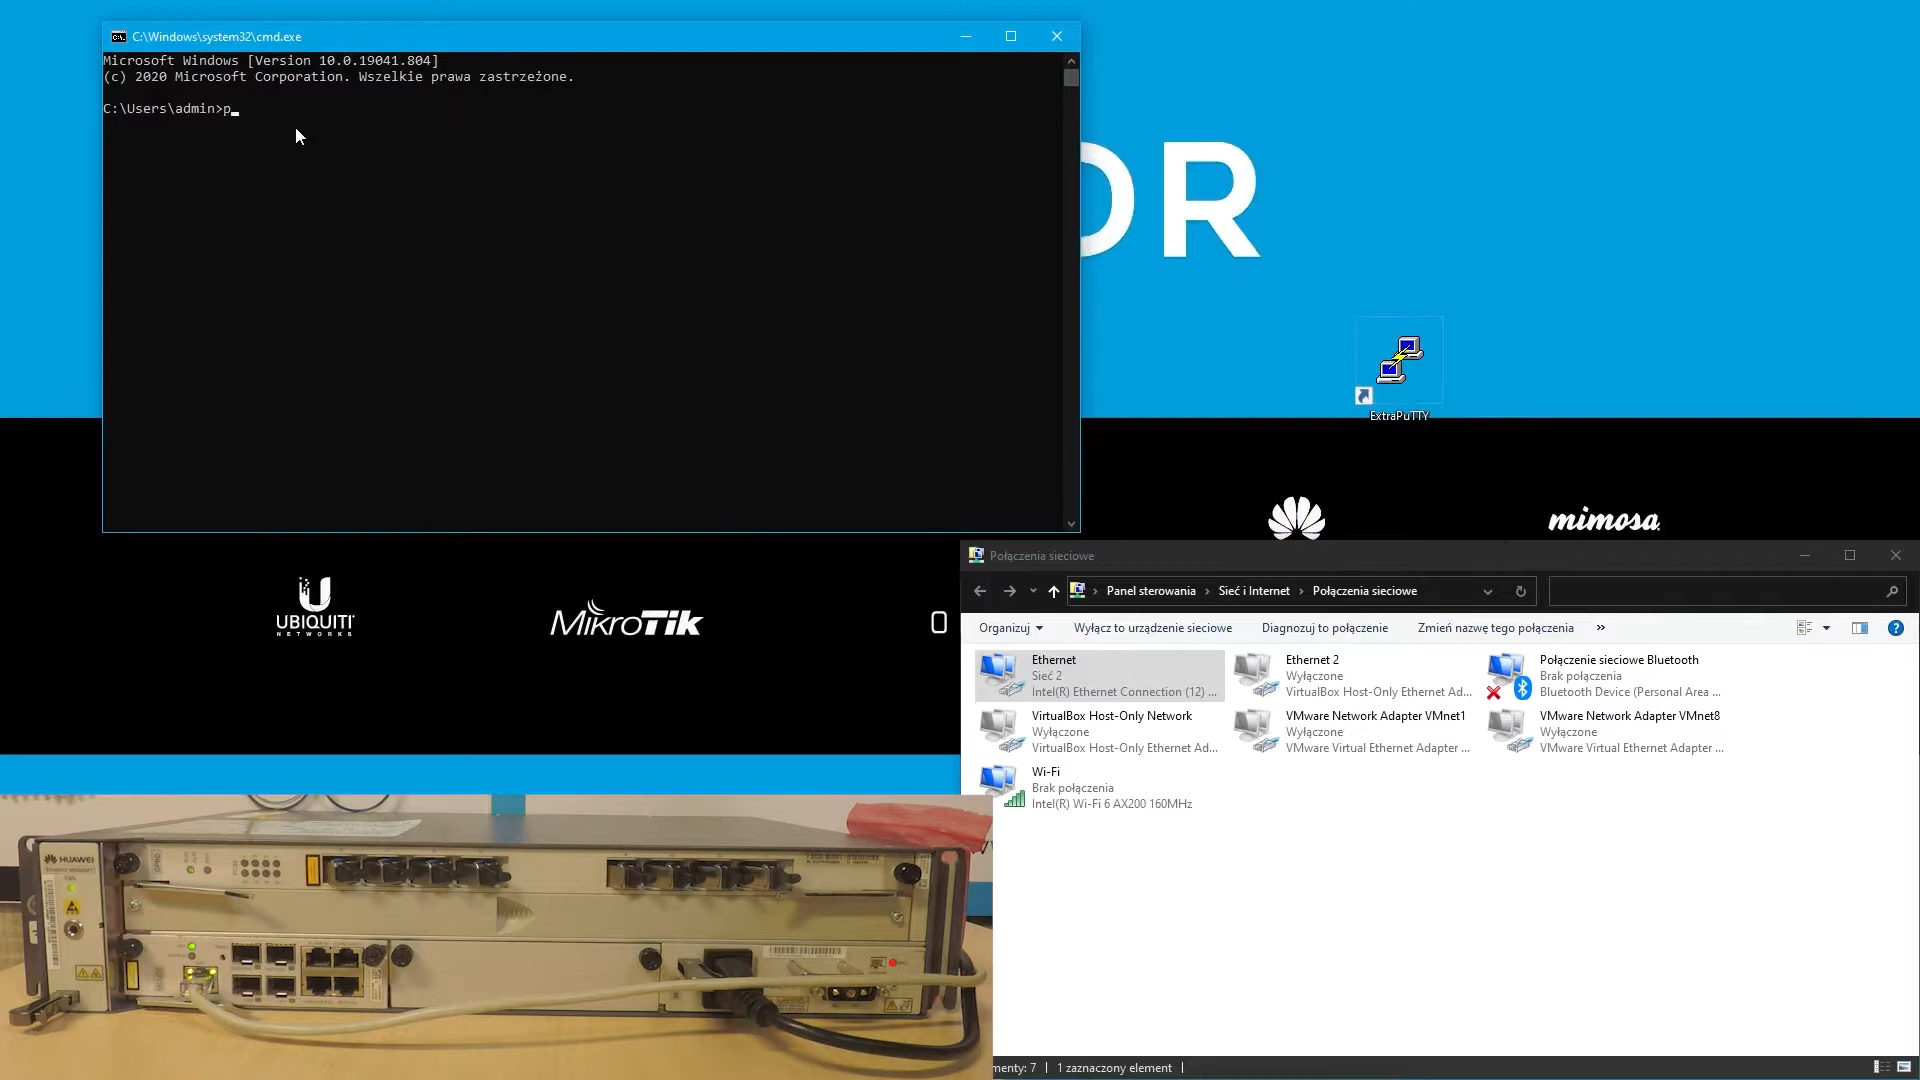 C:\Windows\system32\cmd.exe
Microsoft Windows [Version 10.0.19041.804]
(c) 2020 Microsoft Corporation. Wszelkie prawa zastrzeżone.
C:\Users\admin>p
OR
ExtraPuTTY
mimosa
UBIQUITI
NETWORKS
MikroTik
Połączenia sieciowe
Panel sterowania > Sieć i Internet > Połączenia sieciowe
Organizuj Wyłącz to urządzenie sieciowe Diagnozuj to połączenie Zmień nazwę tego połączenia »
Ethernet
Sieć 2
Intel(R) Ethernet Connection (12) ...
Ethernet 2
Wyłączone
VirtualBox Host-Only Ethernet Ad...
Połączenie sieciowe Bluetooth
Brak połączenia
Bluetooth Device (Personal Area ...
VirtualBox Host-Only Network
Wyłączone
VirtualBox Host-Only Ethernet Ad...
VMware Network Adapter VMnet1
Wyłączone
VMware Virtual Ethernet Adapter ...
VMware Network Adapter VMnet8
Wyłączone
VMware Virtual Ethernet Adapter ...
Wi-Fi
Brak połączenia
Intel(R) Wi-Fi 6 AX200 160MHz
HUAWEI
FAN
menty: 7 | 1 zaznaczony element |